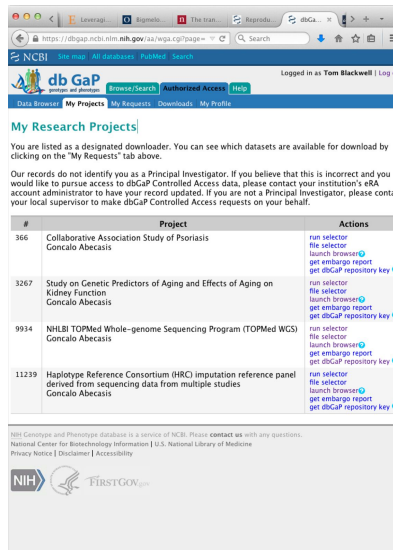 Leveragi...
Bigmelo...
The tran...
Reprodu...
dbGa...
https://dbgap.ncbi.nlm.nih.gov/aa/wga.cgi?page=
Search
NCBI Site map All databases PubMed Search
db GaP
genotypes and phenotypes
Browse/Search Authorized Access Help
Logged in as Tom Blackwell | Log
Data Browser My Projects My Requests Downloads My Profile
My Research Projects
You are listed as a designated downloader. You can see which datasets are available for download by
clicking on the "My Requests" tab above.
Our records do not identify you as a Principal Investigator. If you believe that this is incorrect and you
would like to pursue access to dbGaP Controlled Access data, please contact your institution's eRA
account administrator to have your record updated. If you are not a Principal Investigator, please conta
your local supervisor to make dbGaP Controlled Access requests on your behalf.
# Project Actions
366 Collaborative Association Study of Psoriasis
Goncalo Abecasis
run selector
file selector
launch browser
get embargo report
get dbGaP repository key
3267 Study on Genetic Predictors of Aging and Effects of Aging on
Kidney Function
Goncalo Abecasis
run selector
file selector
launch browser
get embargo report
get dbGaP repository key
9934 NHLBI TOPMed Whole-genome Sequencing Program (TOPMed WGS)
Goncalo Abecasis
run selector
file selector
launch browser
get embargo report
get dbGaP repository key
11239 Haplotype Reference Consortium (HRC) imputation reference panel
derived from sequencing data from multiple studies
Goncalo Abecasis
run selector
file selector
launch browser
get embargo report
get dbGaP repository key
NIH Genotype and Phenotype database is a service of NCBI. Please contact us with any questions.
National Center for Biotechnology Information | U.S. National Library of Medicine
Privacy Notice | Disclaimer | Accessibility
NIH
FIRSTGOV.gov